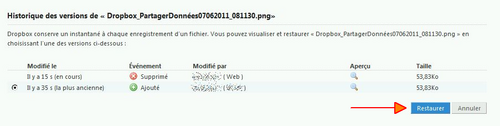 Historique des versions de « Dropbox_PartagerDonnées07062011_081130.png»
Dropbox conserve un instantané à chaque enregistrement d'un fichier. Vous pouvez visualiser et restaurer « Dropbox_PartagerDonnées07062011_081130.png» en
choisissant l'une des versions ci-dessous :
Modifié le Événement Modifié par Aperçu Taille
Il y a 15 s (en cours) Supprimé ( Web ) 53,83Ko
Il y a 35 s (la plus ancienne) Ajouté ( Web ) 53,83Ko
Restaurer Annuler